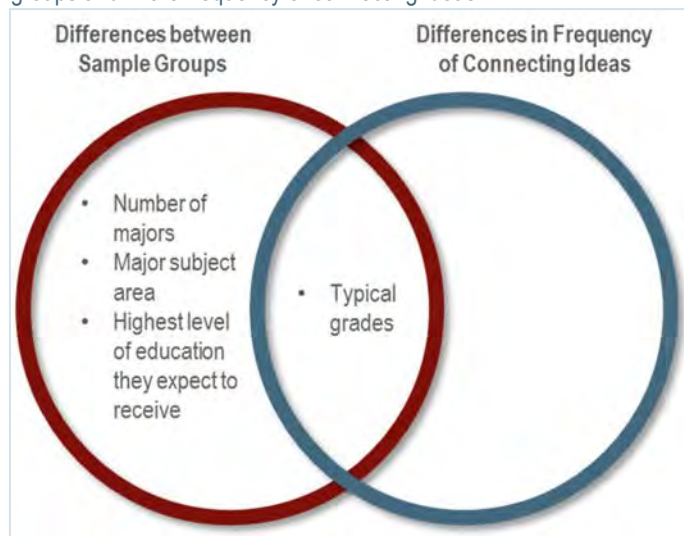 Differences between
Sample Groups
Differences in Frequency
of Connecting Ideas
• Number of
majors
• Major subject
area
• Highest level
of education
they expect to
receive
• Typical
grades